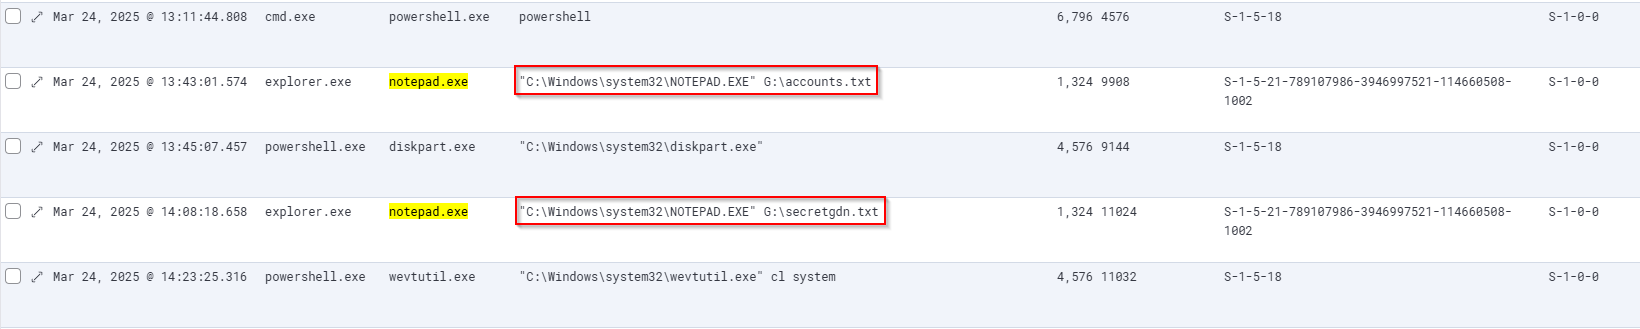 Mar 24, 2025 @ 13:11:44.808 cmd.exe powershell.exe powershell 6,796 4576 S-1-5-18 S-1-0-0
Mar 24, 2025 @ 13:43:01.574 explorer.exe notepad.exe "C:\Windows\system32\NOTEPAD.EXE" G:\accounts.txt 1,324 9908 S-1-5-21-789107986-3946997521-114660508- S-1-0-0
1002
Mar 24, 2025 @ 13:45:07.457 powershell.exe diskpart.exe "C:\Windows\system32\diskpart.exe" 4,576 9144 S-1-5-18 S-1-0-0
Mar 24, 2025 @ 14:08:18.658 explorer.exe notepad.exe "C:\Windows\system32\NOTEPAD.EXE" G:\secretgdn.txt 1,324 11024 S-1-5-21-789107986-3946997521-114660508- S-1-0-0
1002
Mar 24, 2025 @ 14:23:25.316 powershell.exe wevtutil.exe "C:\Windows\system32\wevtutil.exe" cl system 4,576 11032 S-1-5-18 S-1-0-0